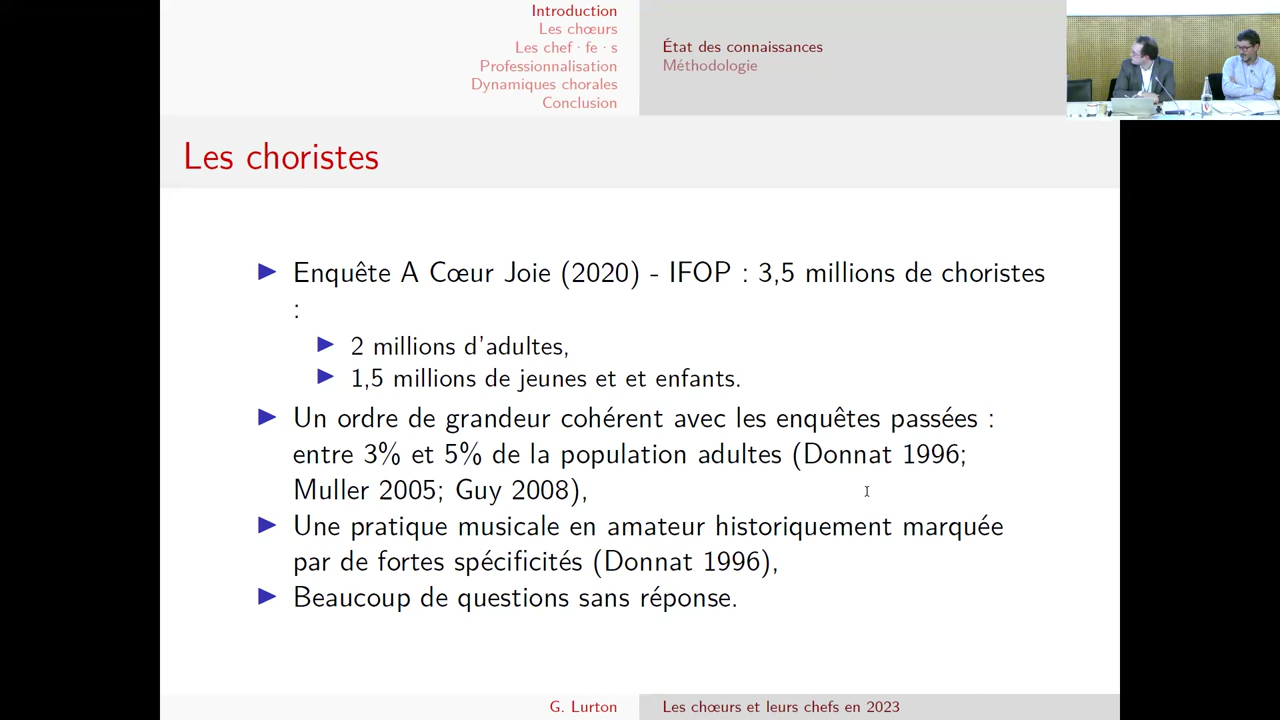 Introduction
Les chœurs
Les chef · fe · s
Professionnalisation
Dynamiques chorales
Conclusion
État des connaissances
Méthodologie
Les choristes
Enquête A Cœur Joie (2020) - IFOP : 3,5 millions de choristes
:
2 millions d'adultes,
1,5 millions de jeunes et et enfants.
Un ordre de grandeur cohérent avec les enquêtes passées :
entre 3% et 5% de la population adultes (Donnat 1996;
Muller 2005; Guy 2008),
Une pratique musicale en amateur historiquement marquée
par de fortes spécificités (Donnat 1996),
Beaucoup de questions sans réponse.
G. Lurton
Les chœurs et leurs chefs en 2023